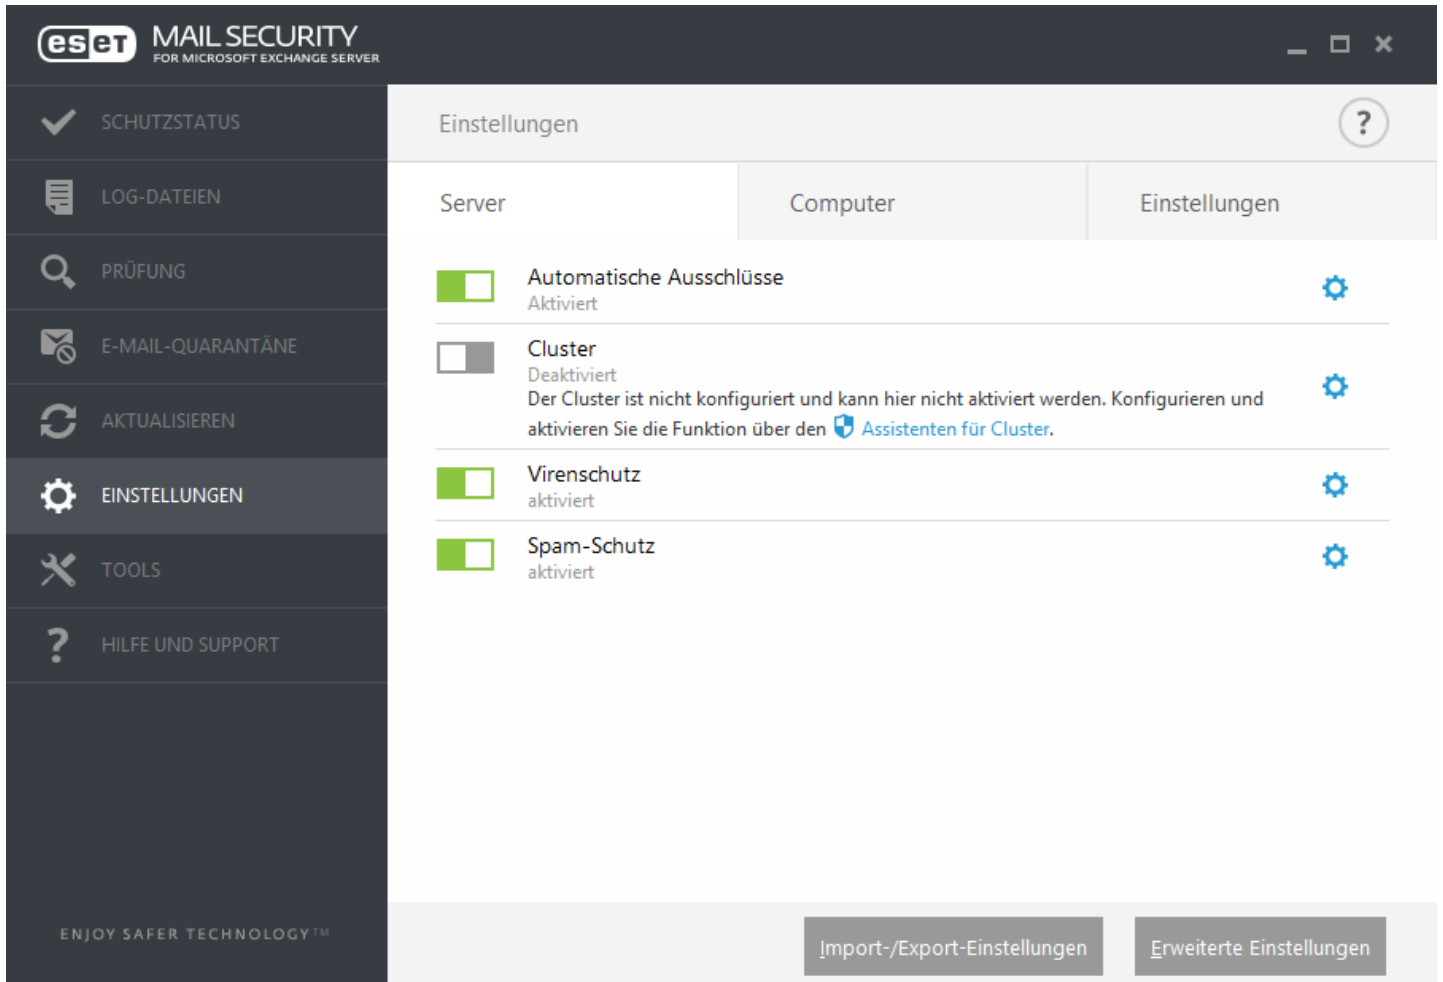 eset MAIL SECURITY
FOR MICROSOFT EXCHANGE SERVER
SCHUTZSTATUS
LOG-DATEIEN
PRÜFUNG
E-MAIL-QUARANTÄNE
AKTUALISIEREN
EINSTELLUNGEN
TOOLS
HILFE UND SUPPORT
ENJOY SAFER TECHNOLOGY™
Einstellungen
?
Server
Computer
Einstellungen
Automatische Ausschlüsse
Aktiviert
Cluster
Deaktiviert
Der Cluster ist nicht konfiguriert und kann hier nicht aktiviert werden. Konfigurieren und
aktivieren Sie die Funktion über den Assistenten für Cluster.
Virenschutz
aktiviert
Spam-Schutz
aktiviert
Import-/Export-Einstellungen
Erweiterte Einstellungen